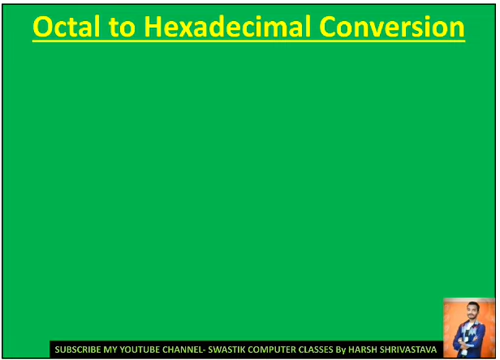 Octal to Hexadecimal Conversion
SUBSCRIBE MY YOUTUBE CHANNEL- SWASTIK COMPUTER CLASSES By HARSH SHRIVASTAVA